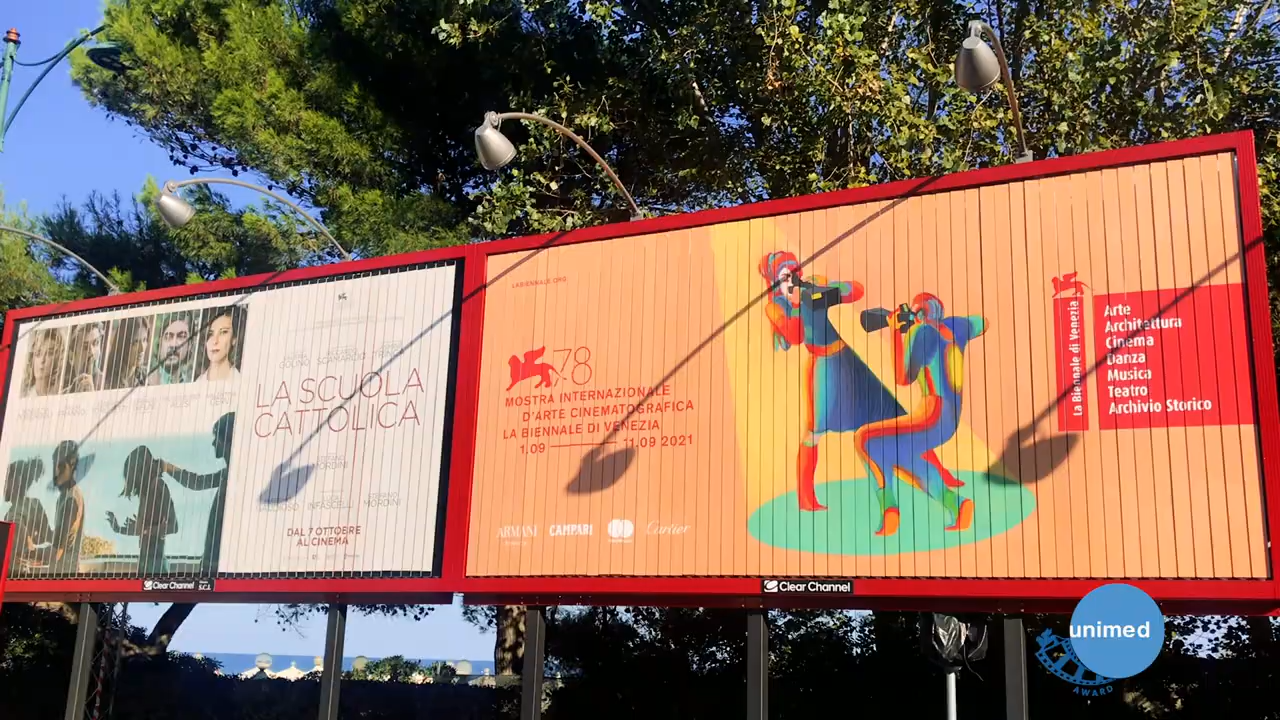 LA SCUOLA
CATTOLICA
DAL 7 OTTOBRE
AL CINEMA
Clear Channel
LABIENNALE.ORG
78
MOSTRA INTERNAZIONALE
D'ARTE CINEMATOGRAFICA
LA BIENNALE DI VENEZIA
1.09 11.09 2021
ARMANI
CAMPARI
Cartier
La Biennale di Venezia
Arte
Architettura
Cinema
Danza
Musica
Teatro
Archivio Storico
Clear Channel
unimed
AWARD